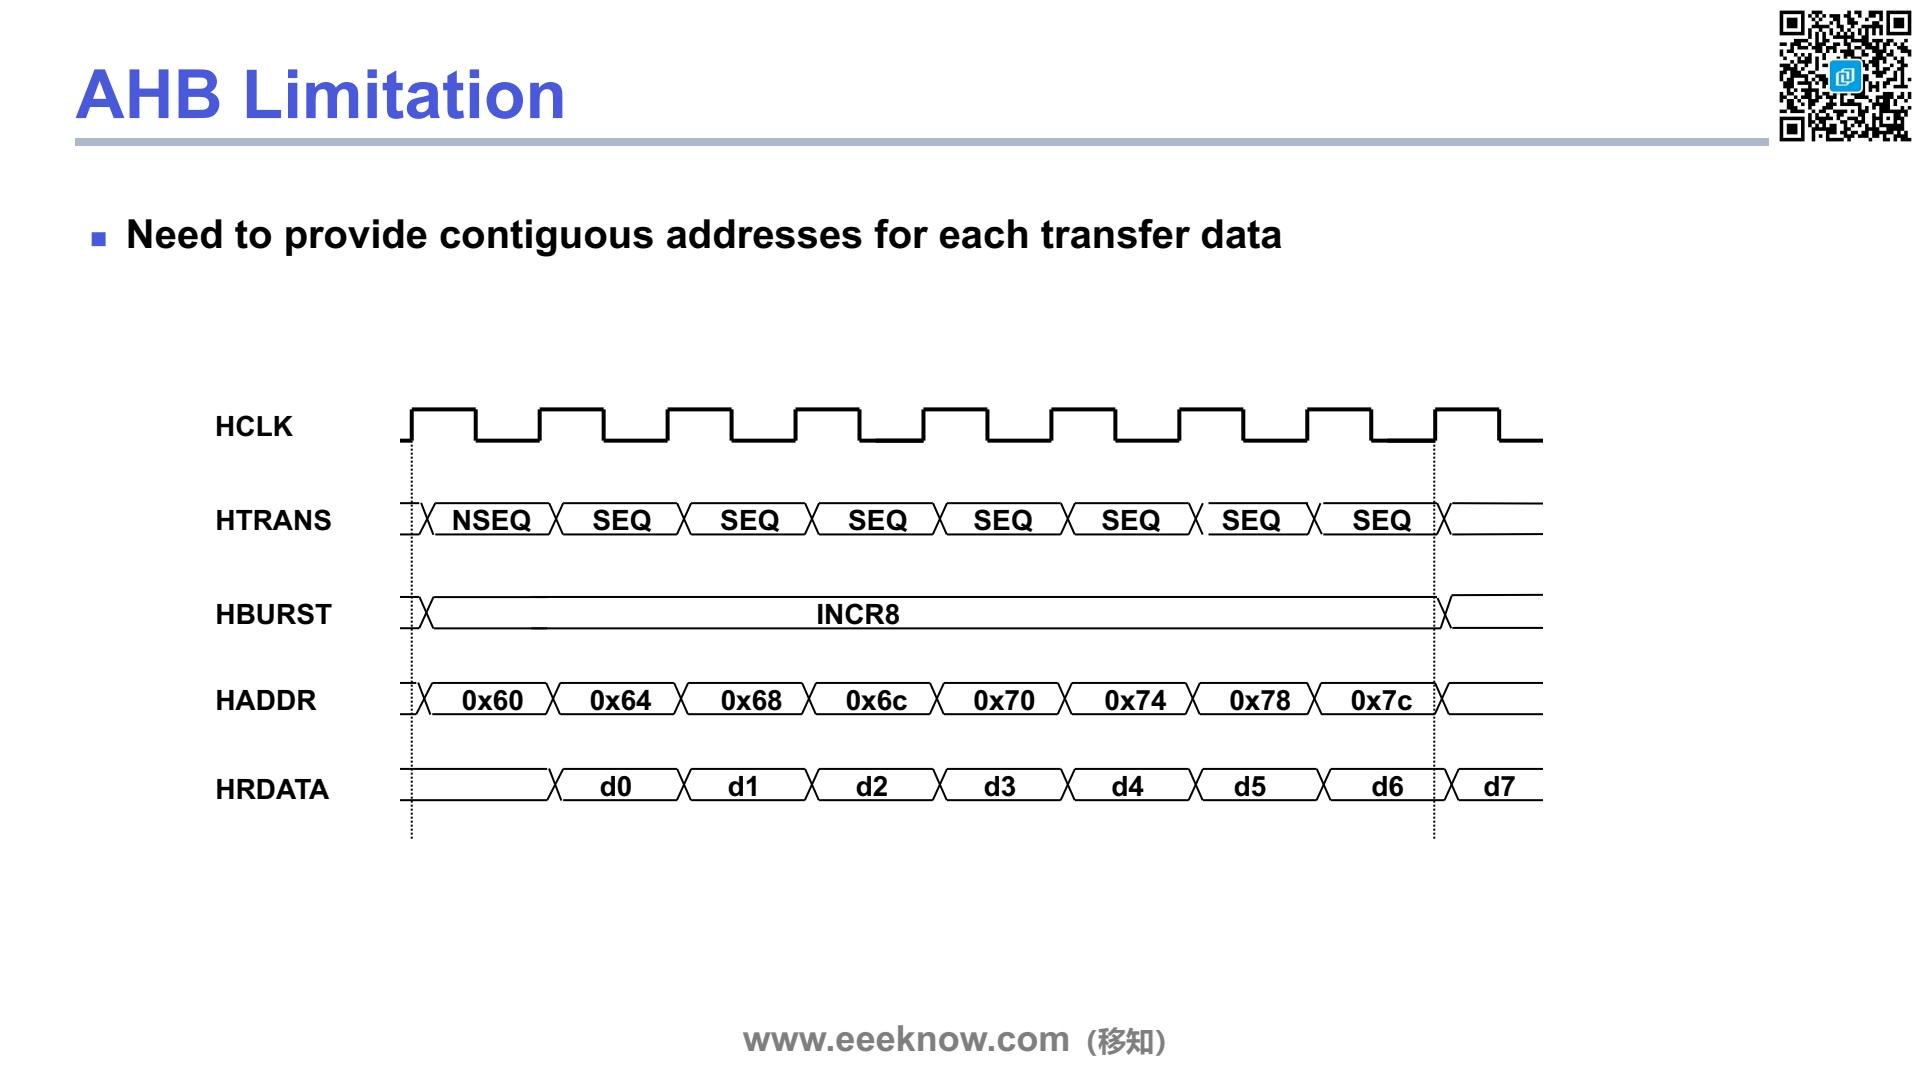 AHB Limitation
Need to provide contiguous addresses for each transfer data
HCLK
HTRANS NSEQ SEQ SEQ SEQ SEQ SEQ SEQ SEQ
HBURST INCR8
HADDR 0x60 0x64 0x68 0x6c 0x70 0x74 0x78 0x7c
HRDATA d0 d1 d2 d3 d4 d5 d6 d7
www.eeeknow.com (移知)